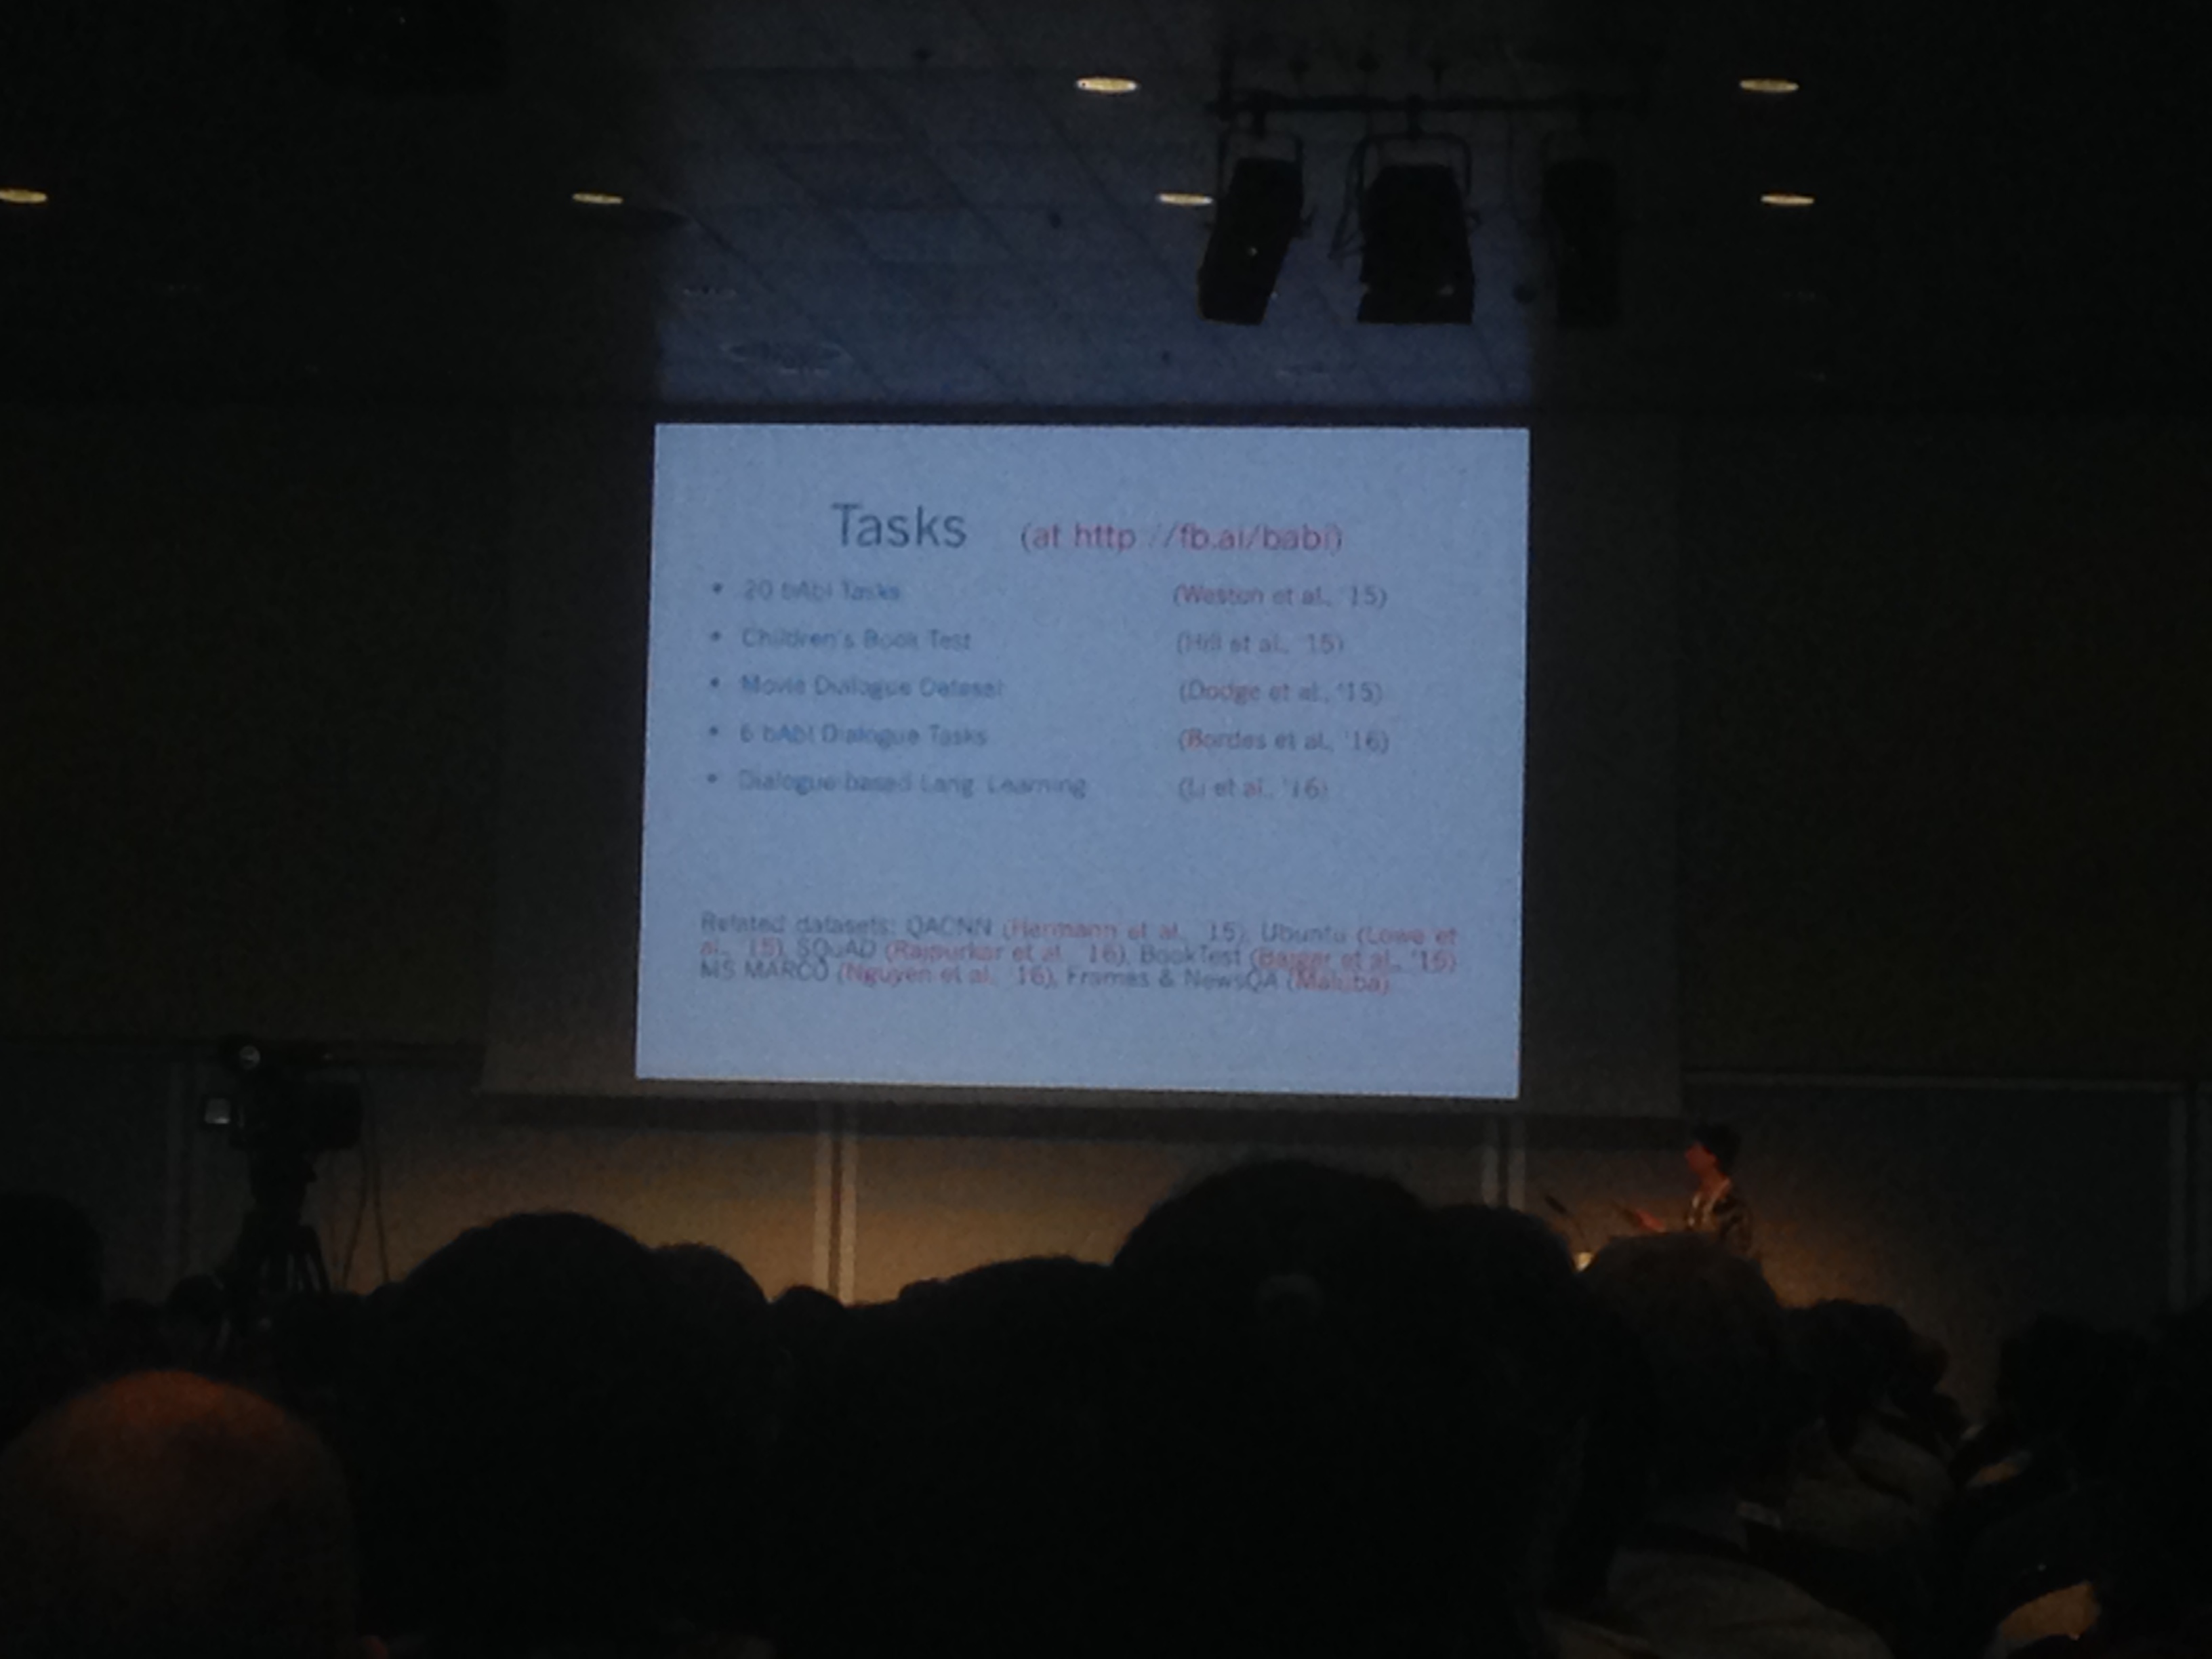 Tasks (at http://fb.ai/babi)
• 20 bAbI Tasks (Weston et al., '15)
• Children's Book Test (Hill et al., '15)
• Movie Dialogue Dataset (Dodge et al., '15)
• 6 bAbI Dialogue Tasks (Bordes et al., '16)
• Dialogue-based Lang. Learning (Li et al., '16)
Related datasets: QACNN (Hermann et al., '15), Ubuntu (Lowe et
al., '15), SQuAD (Rajpurkar et al., '16), BookTest (Bajgar et al., '16)
MS MARCO (Nguyen et al., '16), Frames & NewsQA (Maluuba)